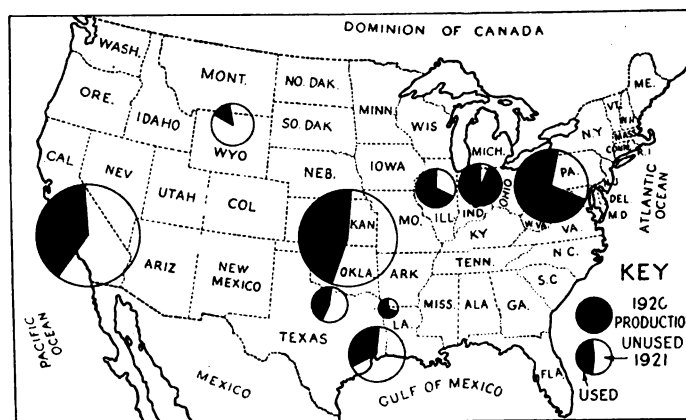 DOMINION OF CANADA
WASH.
MONT.
NO. DAK.
MINN.
ME.
ORE.
IDAHO
SO. DAK
WIS
MICH.
VT.
N.H.
N.Y
MASS
CONN.
R.I
WYO
CAL
NEV
NEB.
IOWA
PA.
N.J
UTAH
COL
KAN
MO.
ILL
IND.
OHIO
DEL
MD
W.VA.
VA.
KY
ATLANTIC
OCEAN
ARIZ
NEW
MEXICO
OKLA.
ARK
TENN.
N.C.
S.C
MISS.
ALA
GA.
TEXAS
LA.
FLA.
PACIFIC
OCEAN
MEXICO
GULF OF MEXICO
KEY
1920
PRODUCTION
UNUSED
1921
USED